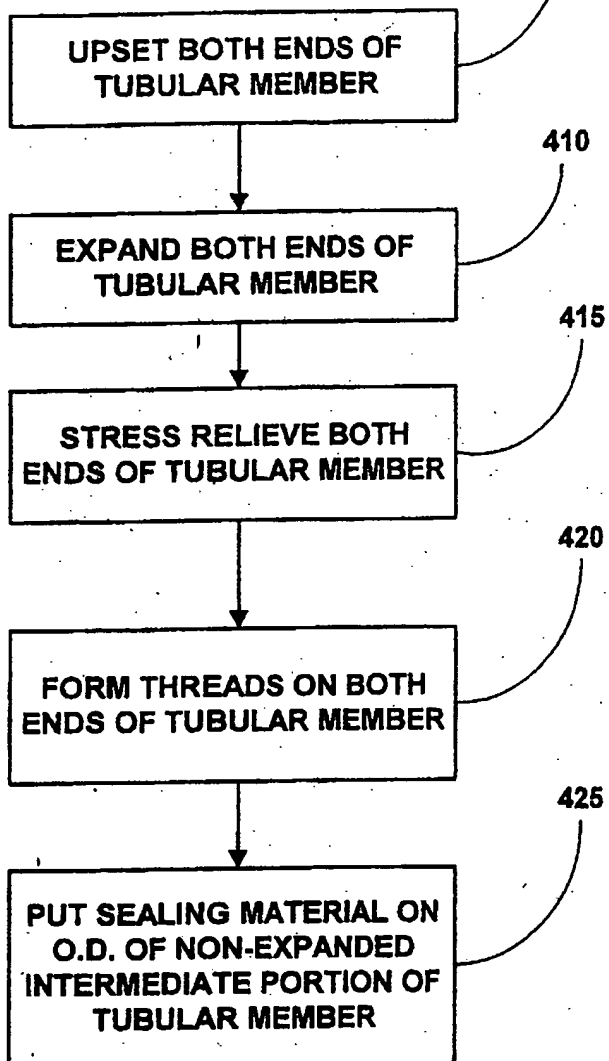 UPSET BOTH ENDS OF
TUBULAR MEMBER
410
EXPAND BOTH ENDS OF
TUBULAR MEMBER
415
STRESS RELIEVE BOTH
ENDS OF TUBULAR MEMBER
420
FORM THREADS ON BOTH
ENDS OF TUBULAR MEMBER
425
PUT SEALING MATERIAL ON
O.D. OF NON-EXPANDED
INTERMEDIATE PORTION OF
TUBULAR MEMBER